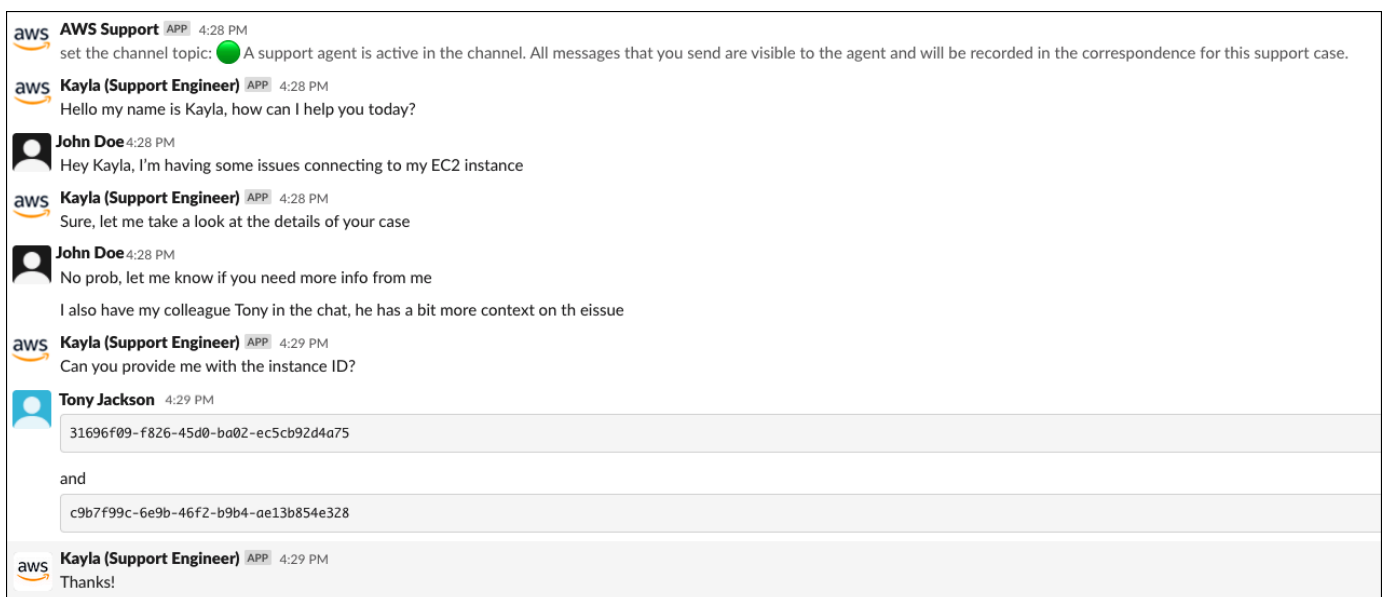 aws AWS Support APP 4:28 PM
set the channel topic: A support agent is active in the channel. All messages that you send are visible to the agent and will be recorded in the correspondence for this support case.
aws Kayla (Support Engineer) APP 4:28 PM
Hello my name is Kayla, how can I help you today?
John Doe 4:28 PM
Hey Kayla, I'm having some issues connecting to my EC2 instance
aws Kayla (Support Engineer) APP 4:28 PM
Sure, let me take a look at the details of your case
John Doe 4:28 PM
No prob, let me know if you need more info from me
I also have my colleague Tony in the chat, he has a bit more context on th eissue
aws Kayla (Support Engineer) APP 4:29 PM
Can you provide me with the instance ID?
Tony Jackson 4:29 PM
31696f09-f826-45d0-ba02-ec5cb92d4a75
and
c9b7f99c-6e9b-46f2-b9b4-ae13b854e328
aws Kayla (Support Engineer) APP 4:29 PM
Thanks!